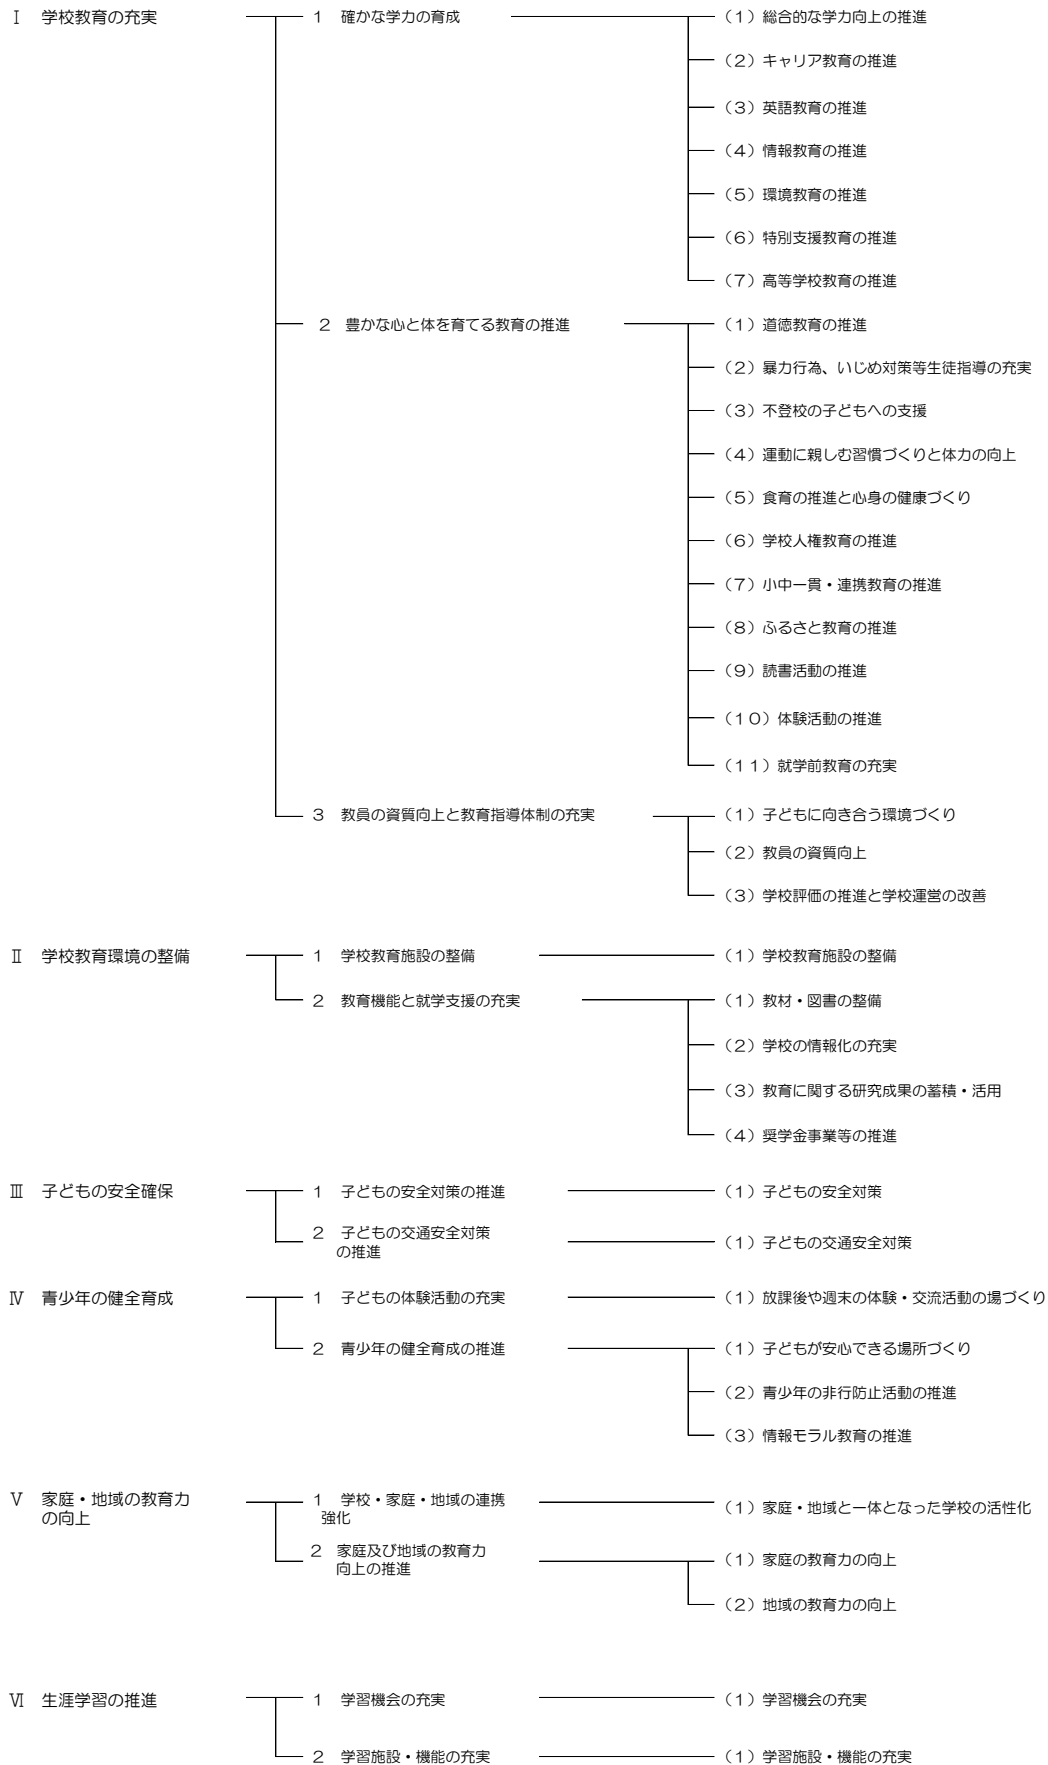 Ⅰ　学校教育の充実
１　確かな学力の育成
（１）総合的な学力向上の推進
（２）キャリア教育の推進
（３）英語教育の推進
（４）情報教育の推進
（５）環境教育の推進
（６）特別支援教育の推進
（７）高等学校教育の推進
２　豊かな心と体を育てる教育の推進
（１）道徳教育の推進
（２）暴力行為、いじめ対策等生徒指導の充実
（３）不登校の子どもへの支援
（４）運動に親しむ習慣づくりと体力の向上
（５）食育の推進と心身の健康づくり
（６）学校人権教育の推進
（７）小中一貫・連携教育の推進
（８）ふるさと教育の推進
（９）読書活動の推進
（１０）体験活動の推進
（１１）就学前教育の充実
３　教員の資質向上と教育指導体制の充実
（１）子どもに向き合う環境づくり
（２）教員の資質向上
（３）学校評価の推進と学校運営の改善
Ⅱ　学校教育環境の整備
１　学校教育施設の整備
（１）学校教育施設の整備
２　教育機能と就学支援の充実
（１）教材・図書の整備
（２）学校の情報化の充実
（３）教育に関する研究成果の蓄積・活用
（４）奨学金事業等の推進
Ⅲ　子どもの安全確保
１　子どもの安全対策の推進
（１）子どもの安全対策
２　子どもの交通安全対策
の推進
（１）子どもの交通安全対策
Ⅳ　青少年の健全育成
１　子どもの体験活動の充実
（１）放課後や週末の体験・交流活動の場づくり
２　青少年の健全育成の推進
（１）子どもが安心できる場所づくり
（２）青少年の非行防止活動の推進
（３）情報モラル教育の推進
Ⅴ　家庭・地域の教育力
の向上
１　学校・家庭・地域の連携
強化
（１）家庭・地域と一体となった学校の活性化
２　家庭及び地域の教育力
向上の推進
（１）家庭の教育力の向上
（２）地域の教育力の向上
Ⅵ　生涯学習の推進
１　学習機会の充実
（１）学習機会の充実
２　学習施設・機能の充実
（１）学習施設・機能の充実